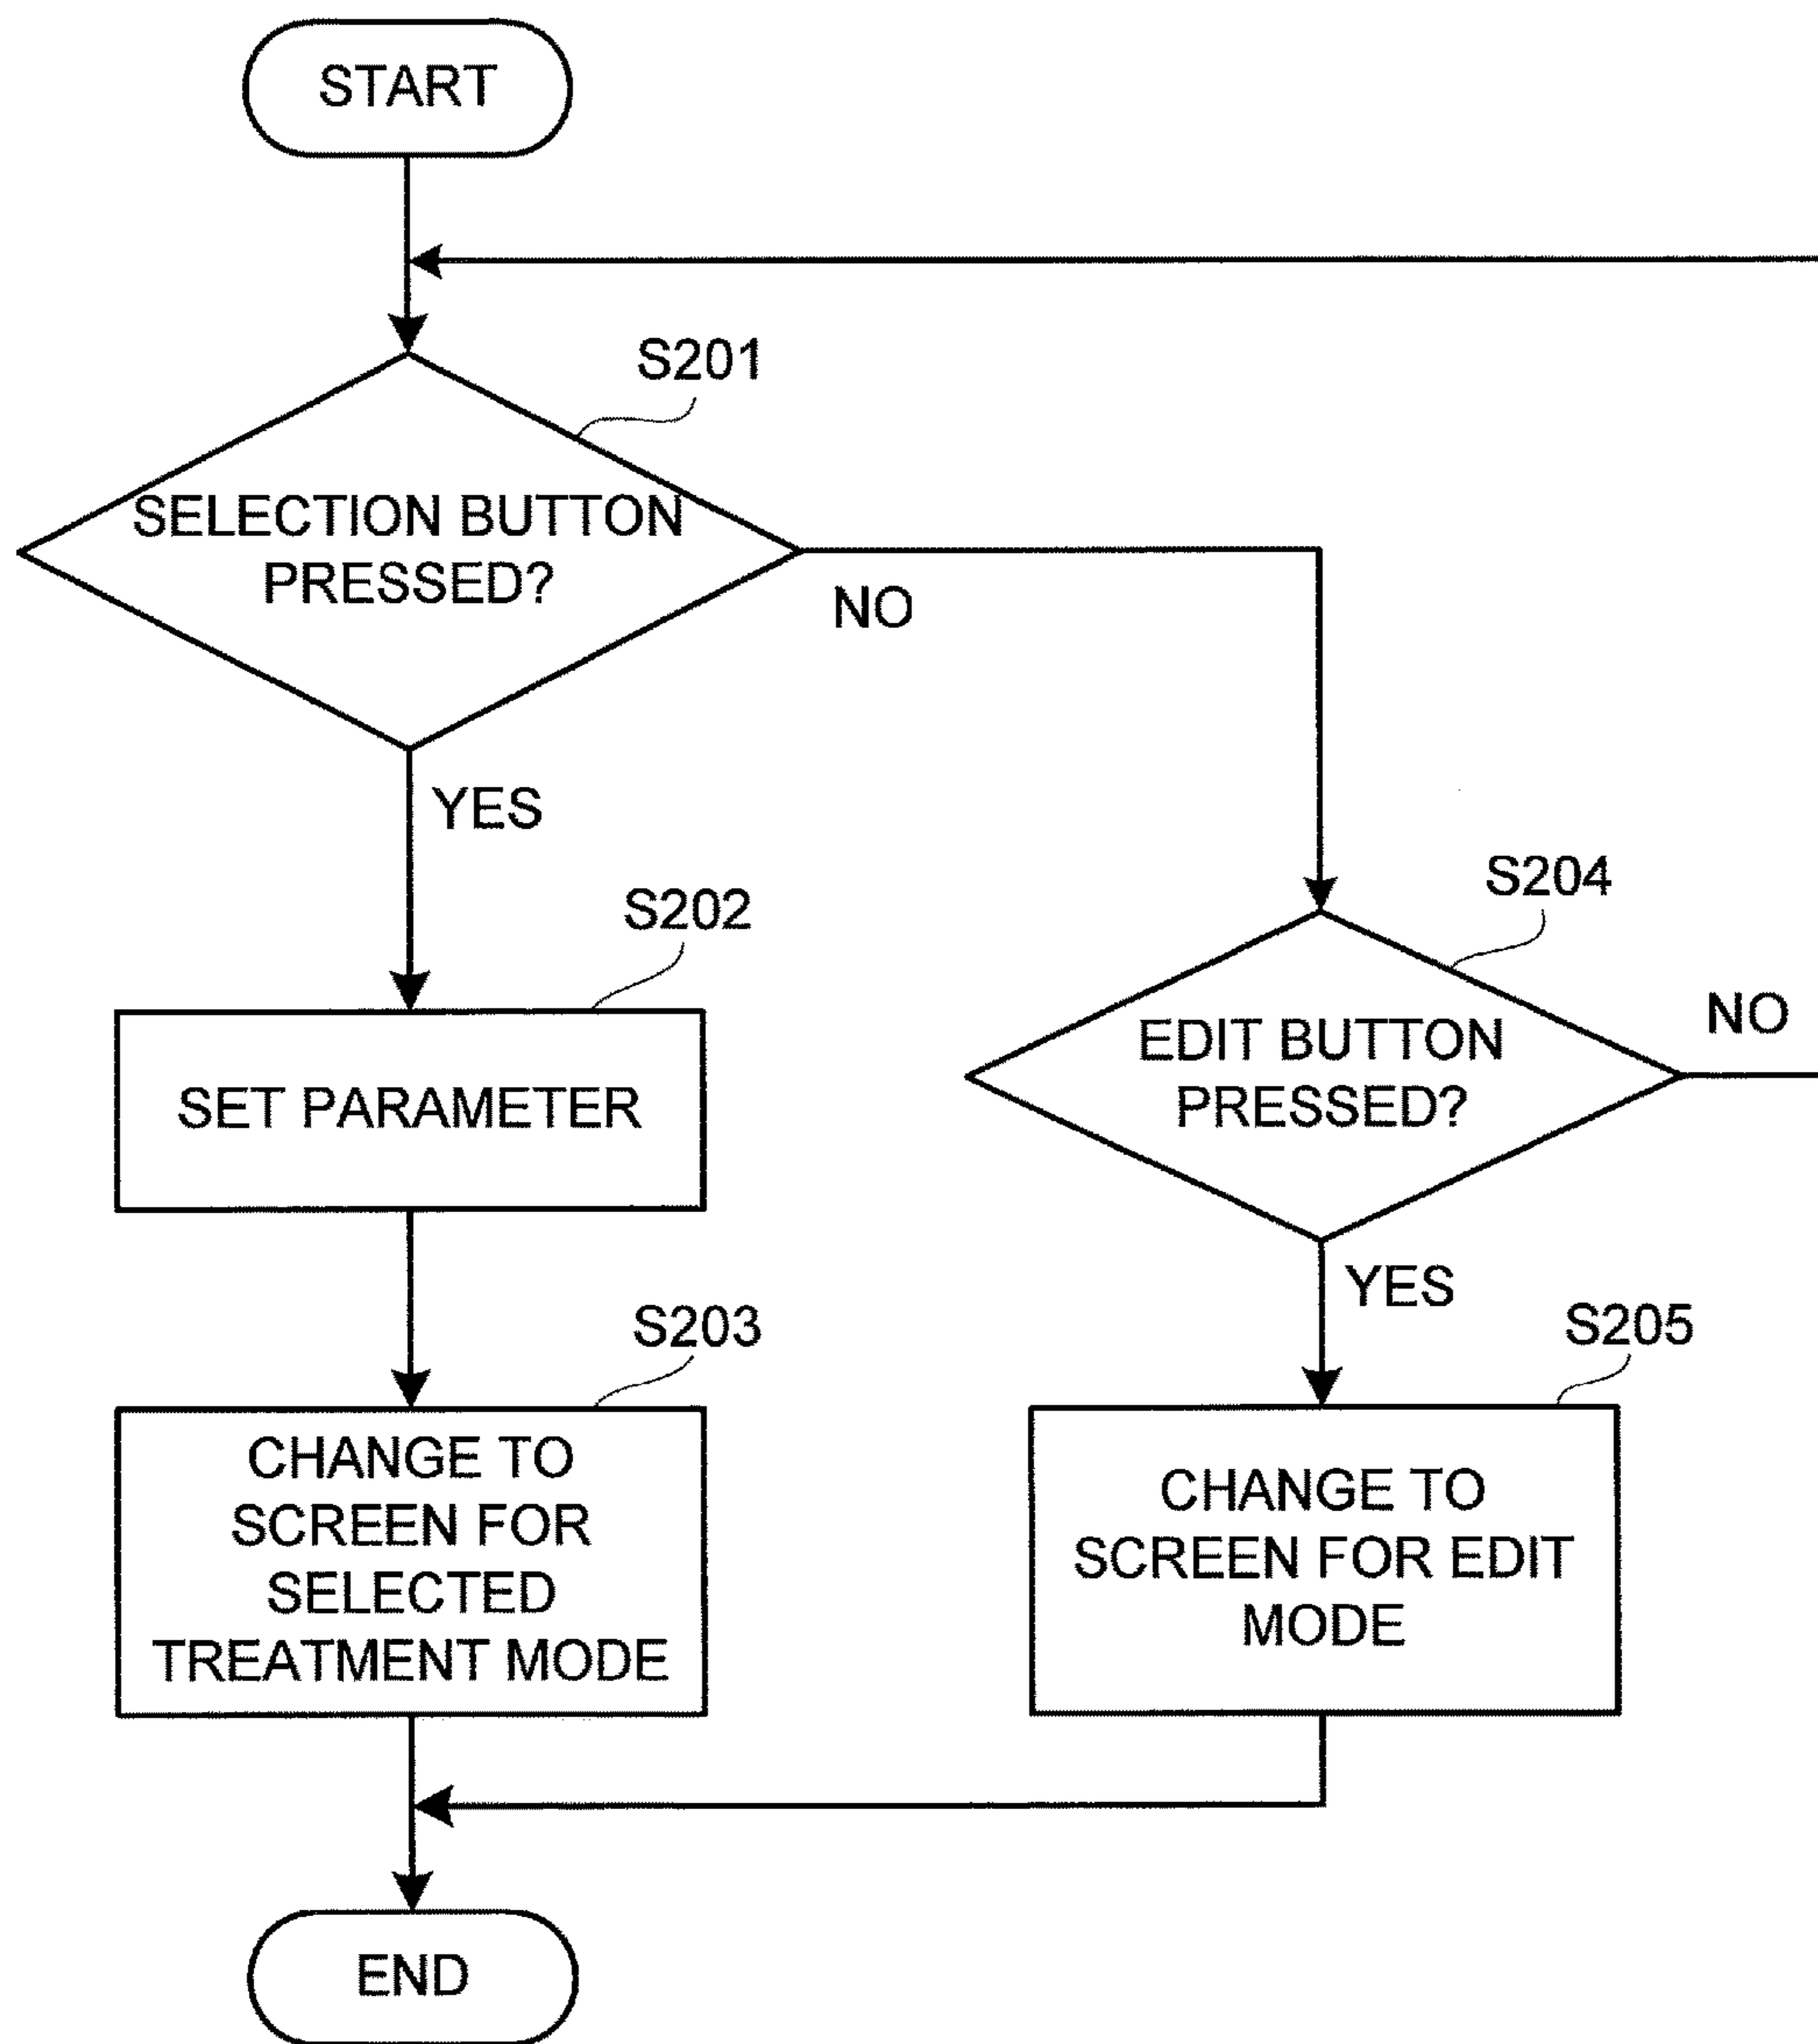 START
S201
SELECTION BUTTON
PRESSED?
NO
YES
S202
SET PARAMETER
S203
CHANGE TO
SCREEN FOR
SELECTED
TREATMENT MODE
S204
EDIT BUTTON
PRESSED?
NO
YES
S205
CHANGE TO
SCREEN FOR EDIT
MODE
END